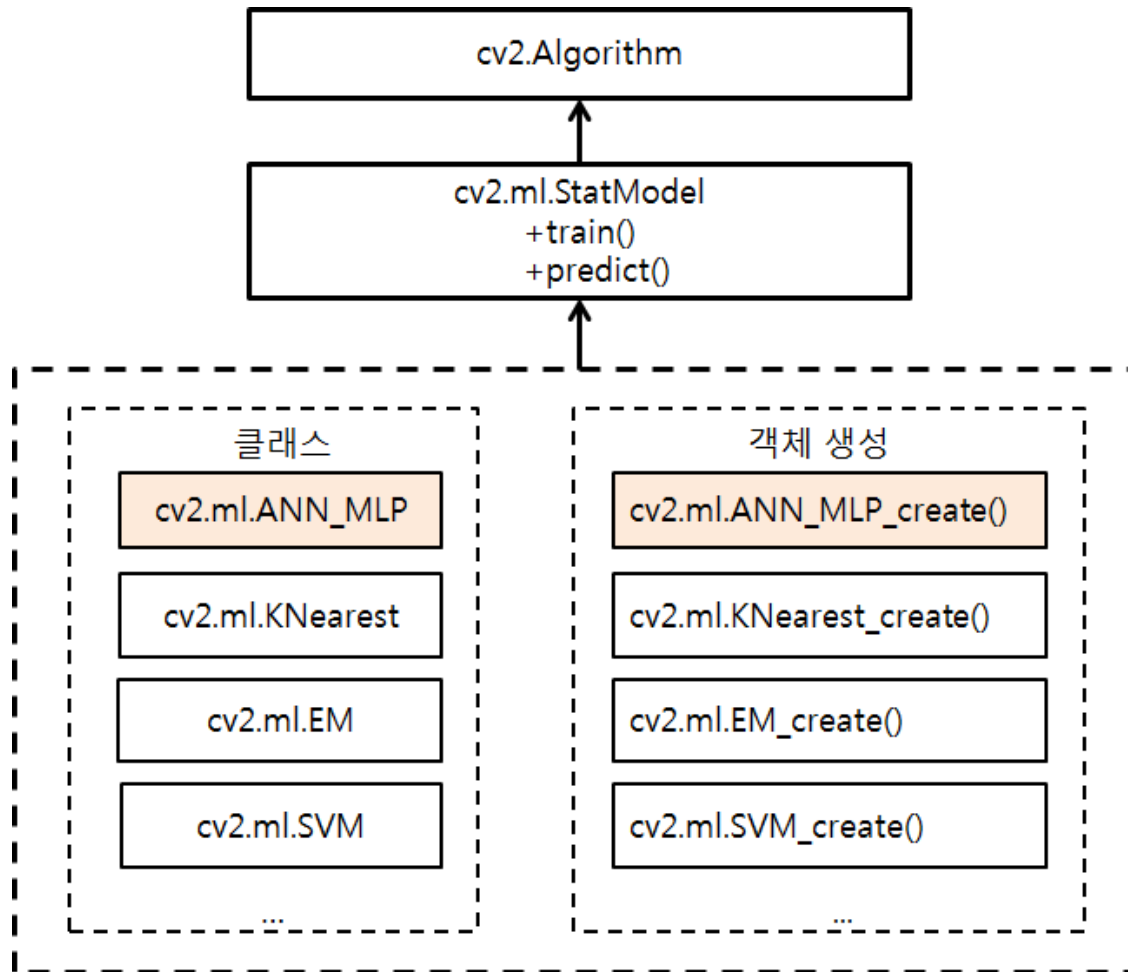 cv2.Algorithm
cv2.ml.StatModel
+train()
+predict()
클래스
cv2.ml.ANN_MLP
cv2.ml.KNearest
cv2.ml.EM
cv2.ml.SVM
...
객체 생성
cv2.ml.ANN_MLP_create()
cv2.ml.KNearest_create()
cv2.ml.EM_create()
cv2.ml.SVM_create()
...